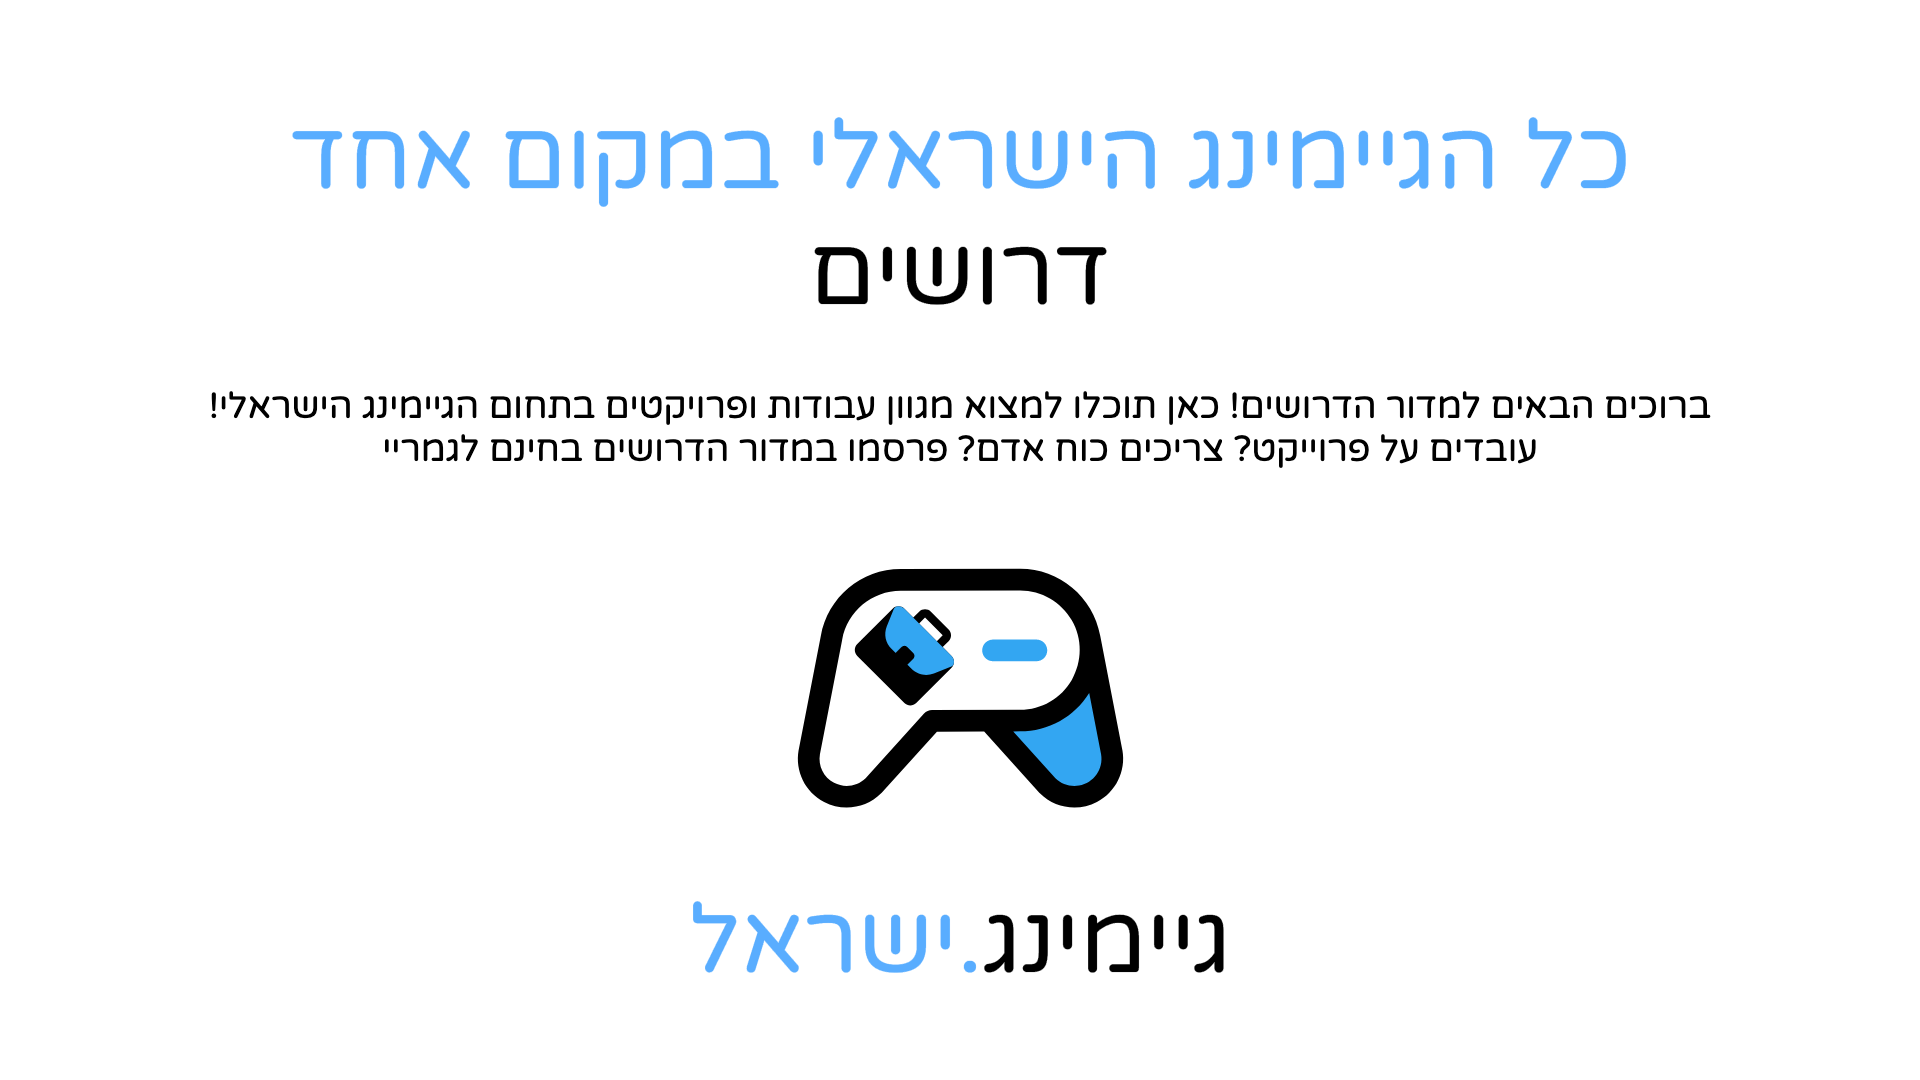 כל הגיימינג הישראלי במקום אחד
דרושים
ברוכים הבאים למדור הדרושים! כאן תוכלו למצוא מגוון עבודות ופרויקטים בתחום הגיימינג הישראלי!
עובדים על פרוייקט? צריכים כוח אדם? פרסמו במדור הדרושים בחינם לגמריי
גיימינג.ישראל